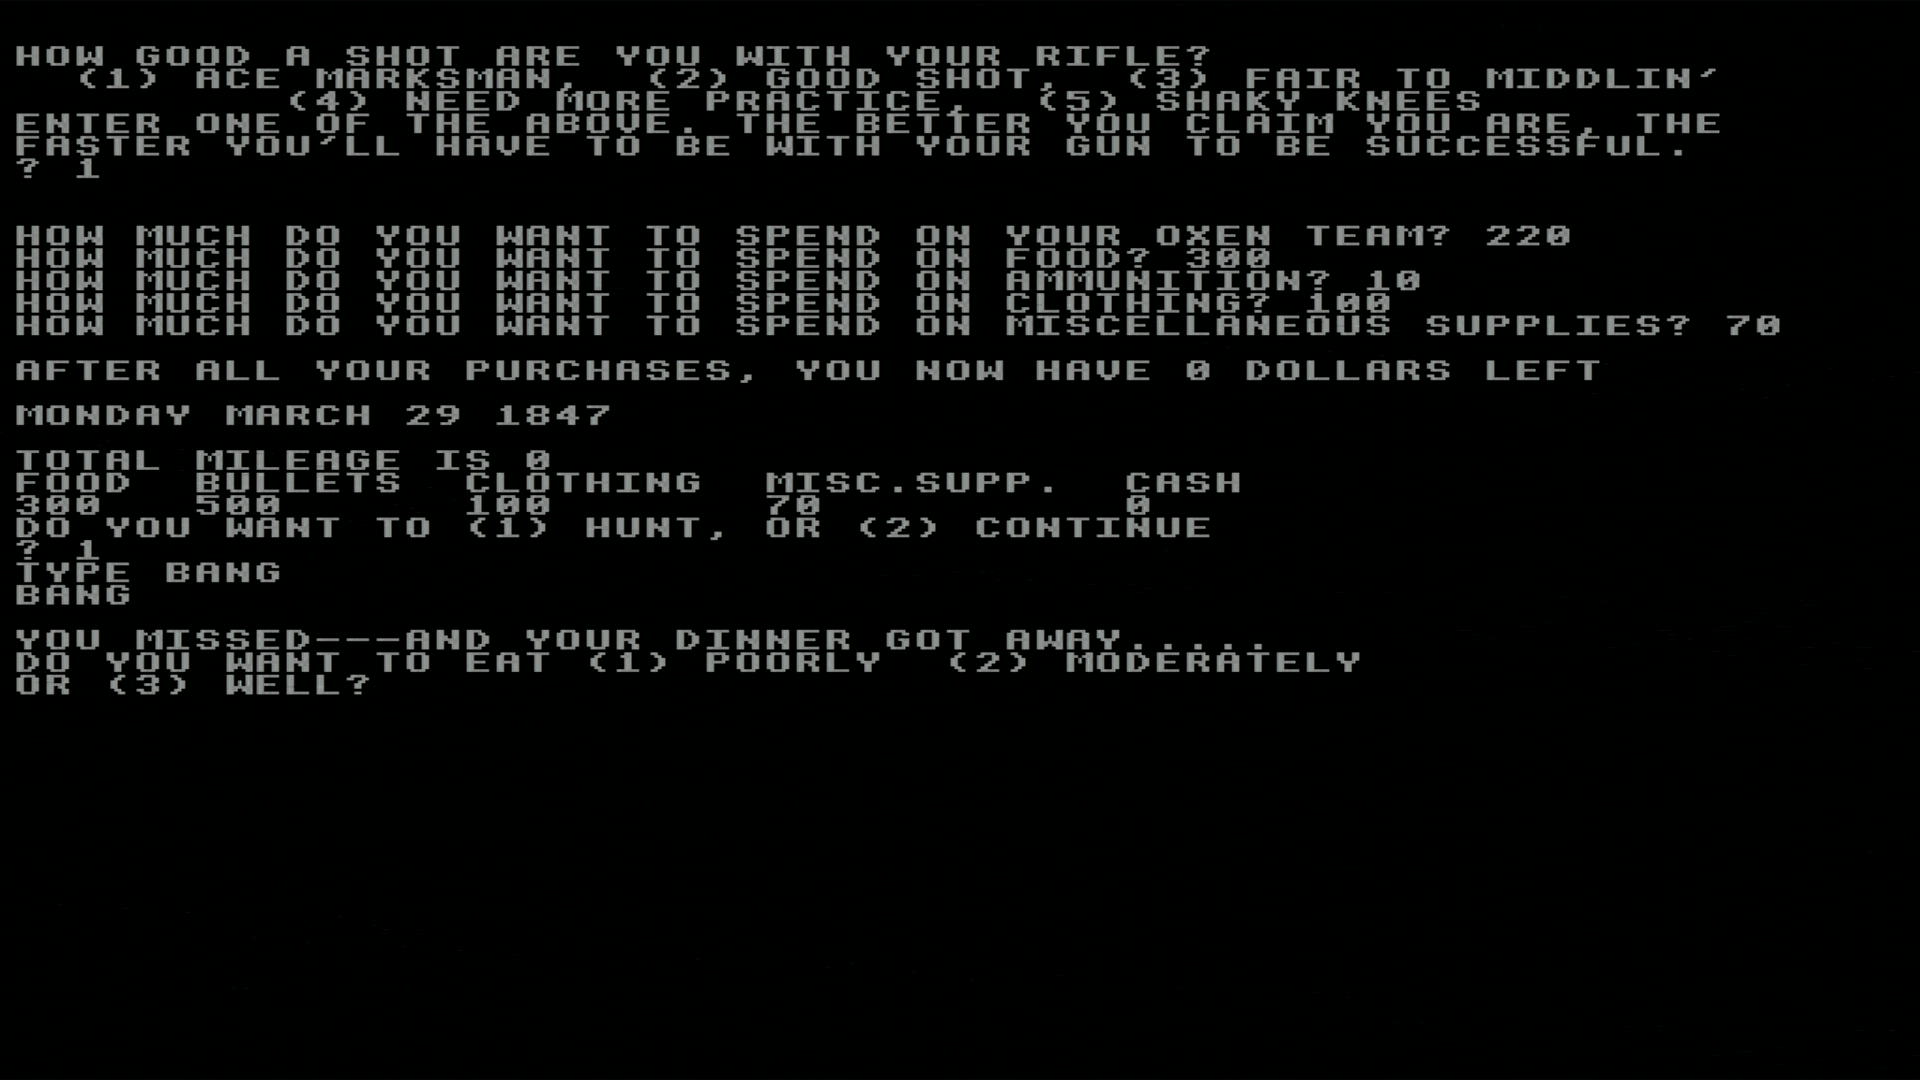 HOW GOOD A SHOT ARE YOU WITH YOUR RIFLE?
(1) ACE MARKSMAN, (2) GOOD SHOT, (3) FAIR TO MIDDLIN'
(4) NEED MORE PRACTICE, (5) SHAKY KNEES
ENTER ONE OF THE ABOVE. THE BETTER YOU CLAIM YOU ARE, THE
FASTER YOU'LL HAVE TO BE WITH YOUR GUN TO BE SUCCESSFUL.
? 1
HOW MUCH DO YOU WANT TO SPEND ON YOUR OXEN TEAM? 220
HOW MUCH DO YOU WANT TO SPEND ON FOOD? 300
HOW MUCH DO YOU WANT TO SPEND ON AMMUNITION? 10
HOW MUCH DO YOU WANT TO SPEND ON CLOTHING? 100
HOW MUCH DO YOU WANT TO SPEND ON MISCELLANEOUS SUPPLIES? 70
AFTER ALL YOUR PURCHASES, YOU NOW HAVE 0 DOLLARS LEFT
MONDAY MARCH 29 1847
TOTAL MILEAGE IS 0
FOOD BULLETS CLOTHING MISC.SUPP. CASH
300 500 100 70 0
DO YOU WANT TO (1) HUNT, OR (2) CONTINUE
? 1
TYPE BANG
BANG
YOU MISSED---AND YOUR DINNER GOT AWAY.....
DO YOU WANT TO EAT (1) POORLY (2) MODERATELY
OR (3) WELL?